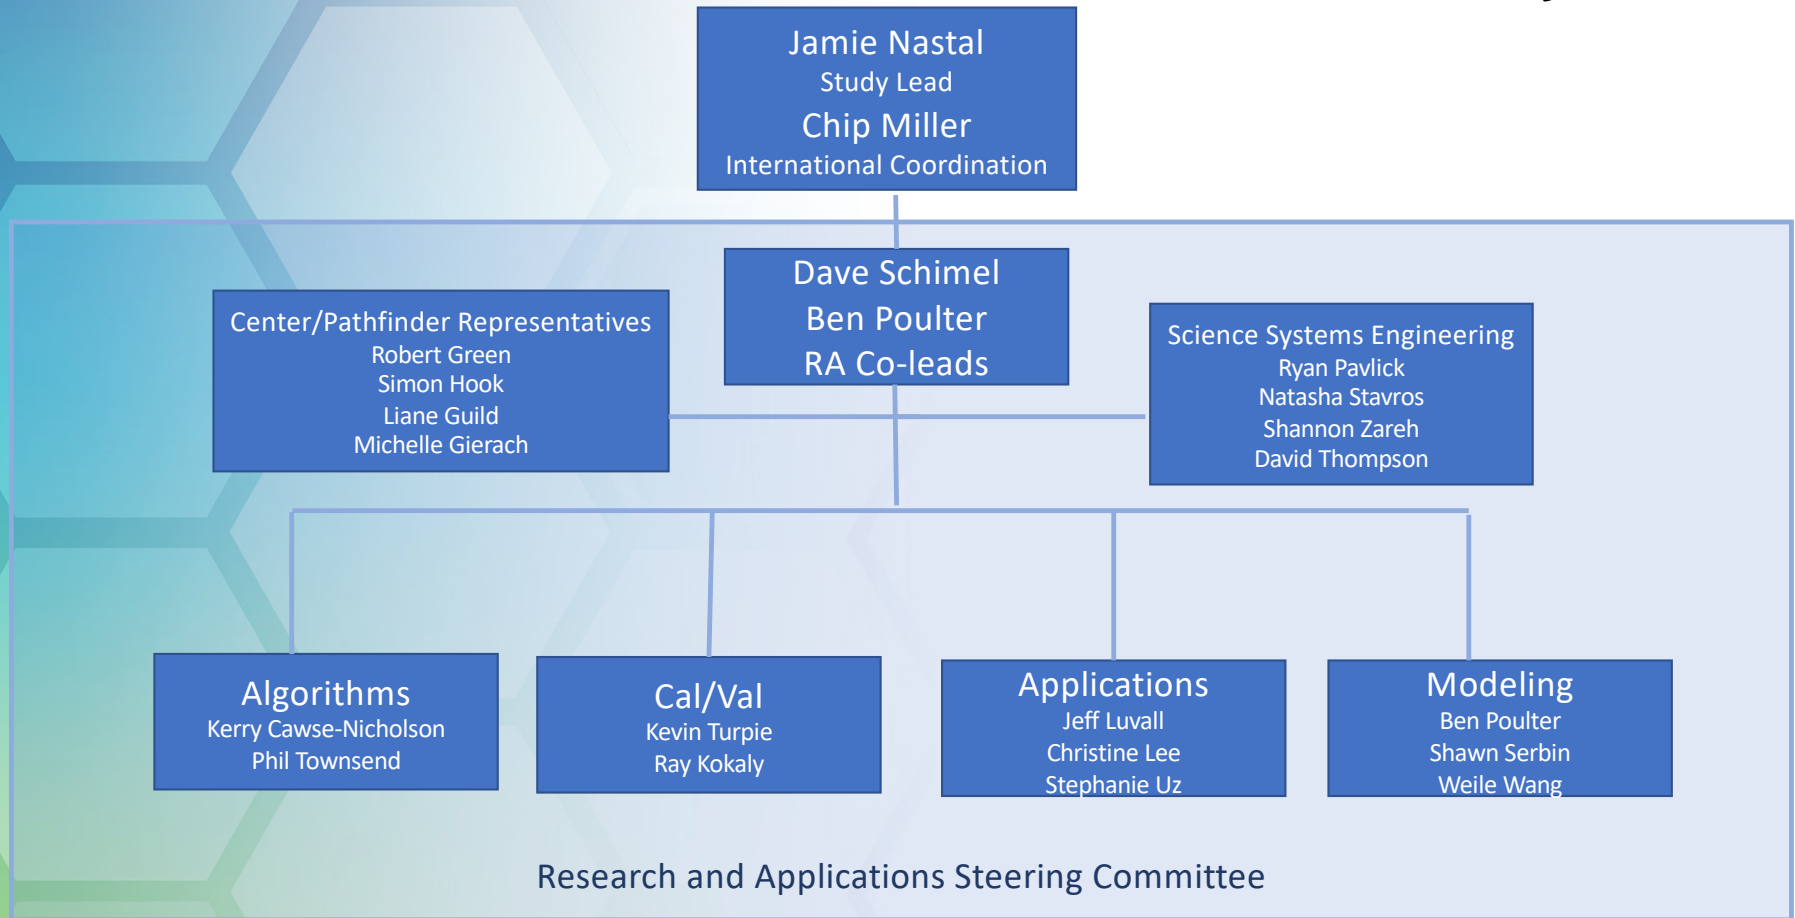 Jamie Nastal
Study Lead
Chip Miller
International Coordination
Dave Schimel
Ben Poulter
RA Co-leads
Center/Pathfinder Representatives
Robert Green
Simon Hook
Liane Guild
Michelle Gierach
Science Systems Engineering
Ryan Pavlick
Natasha Stavros
Shannon Zareh
David Thompson
Algorithms
Kerry Cawse-Nicholson
Phil Townsend
Cal/Val
Kevin Turpie
Ray Kokaly
Applications
Jeff Luvall
Christine Lee
Stephanie Uz
Modeling
Ben Poulter
Shawn Serbin
Weile Wang
Research and Applications Steering Committee